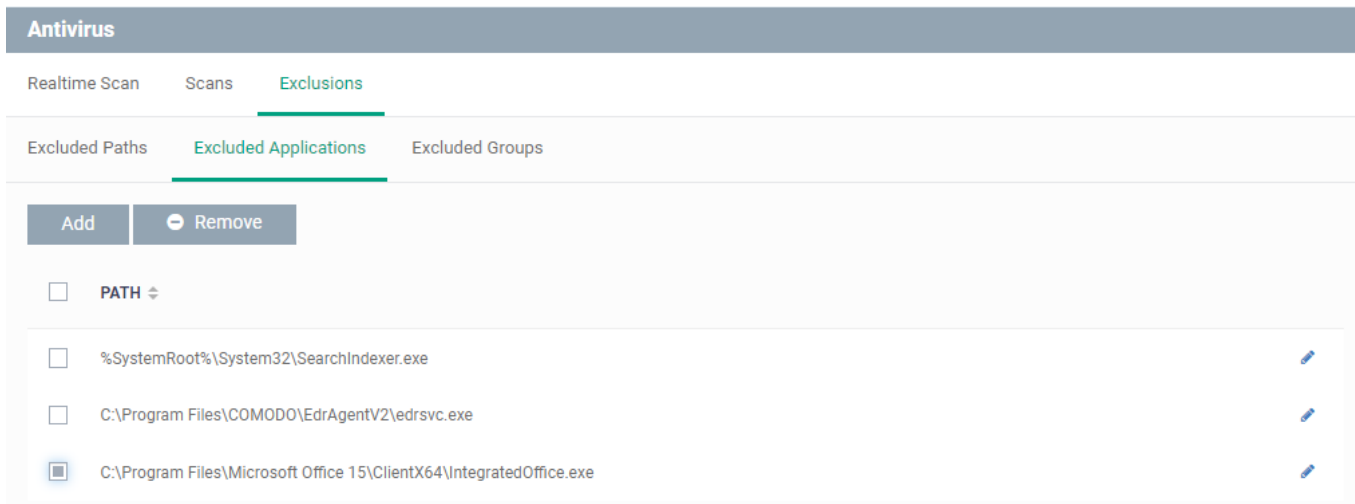 Antivirus
Realtime Scan Scans Exclusions
Excluded Paths Excluded Applications Excluded Groups
Add Remove
PATH
%SystemRoot%\System32\SearchIndexer.exe
C:\Program Files\COMODO\EdrAgentV2\edrsvc.exe
C:\Program Files\Microsoft Office 15\ClientX64\IntegratedOffice.exe